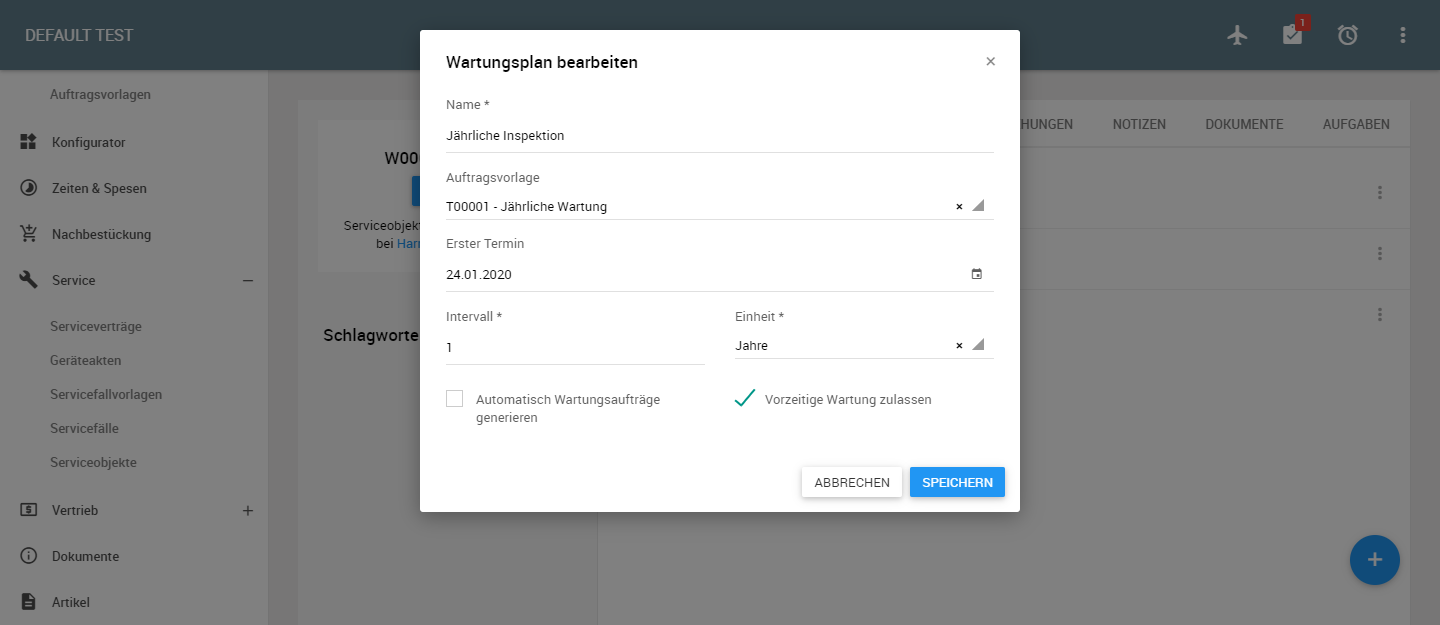 DEFAULT TEST
1
Auftragsvorlagen
Konfigurator
Zeiten & Spesen
Nachbestückung
Service
Serviceverträge
Geräteakten
Servicefallvorlagen
Servicefälle
Serviceobjekte
Vertrieb
Dokumente
Artikel
W00
Serviceobjekt
bei Harr
Schlagworte
HUNGEN
NOTIZEN
DOKUMENTE
AUFGABEN
Wartungsplan bearbeiten
Name *
Jährliche Inspektion
Auftragsvorlage
T00001 - Jährliche Wartung
Erster Termin
24.01.2020
Intervall *
1
Einheit *
Jahre
Automatisch Wartungsaufträge
generieren
Vorzeitige Wartung zulassen
ABBRECHEN
SPEICHERN